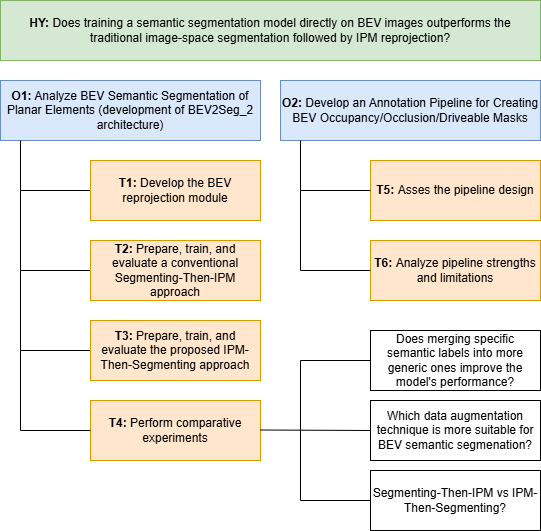 HY: Does training a semantic segmentation model directly on BEV images outperforms the
traditional image-space segmentation followed by IPM reprojection?
O1: Analyze BEV Semantic Segmentation of
Planar Elements (development of BEV2Seg_2
architecture)
O2: Develop an Annotation Pipeline for Creating
BEV Occupancy/Occlusion/Driveable Masks
T1: Develop the BEV
reprojection module
T2: Prepare, train, and
evaluate a conventional
Segmenting-Then-IPM
approach
T3: Prepare, train, and
evaluate the proposed IPM-
Then-Segmenting approach
T4: Perform comparative
experiments
T5: Asses the pipeline design
T6: Analyze pipeline strengths
and limitations
Does merging specific
semantic labels into more
generic ones improve the
model's performance?
Which data augmentation
technique is more suitable for
BEV semantic segmenation?
Segmenting-Then-IPM vs IPM-
Then-Segmenting?